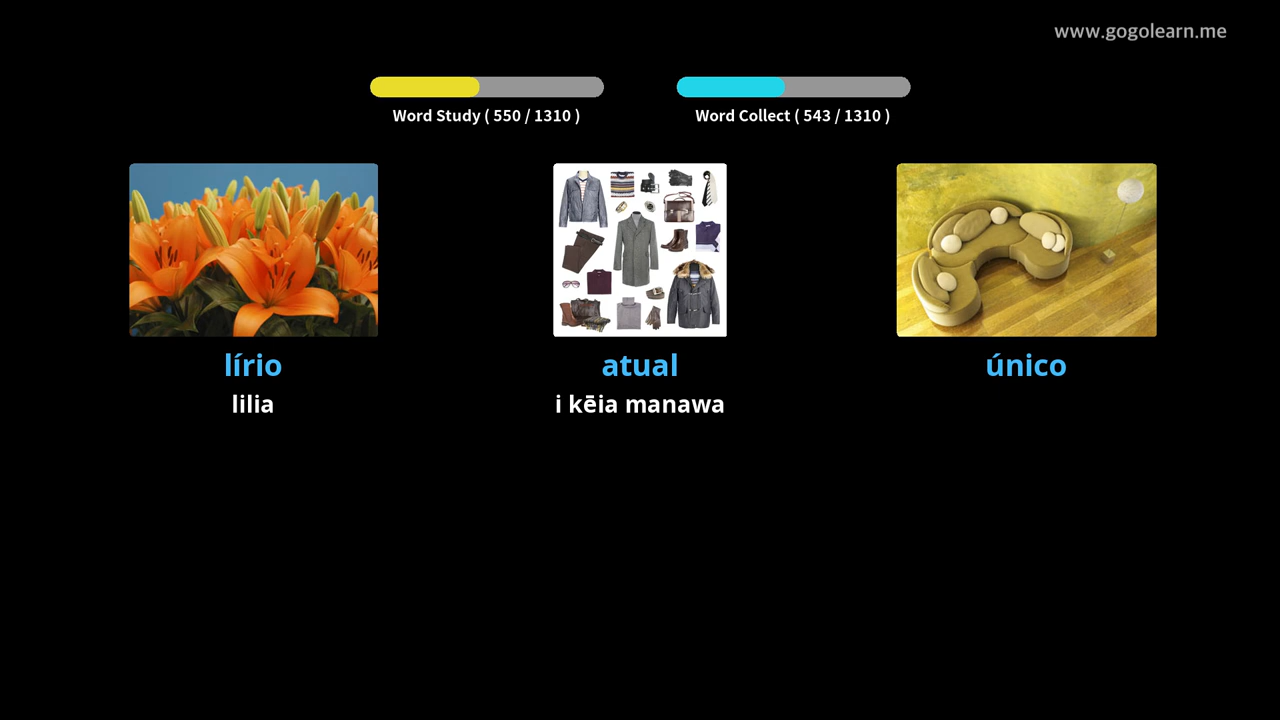 www.gogolearn.me
Word Study ( 550 / 1310 )
Word Collect ( 543 / 1310 )
lírio
atual
único
lilia
i kēia manawa